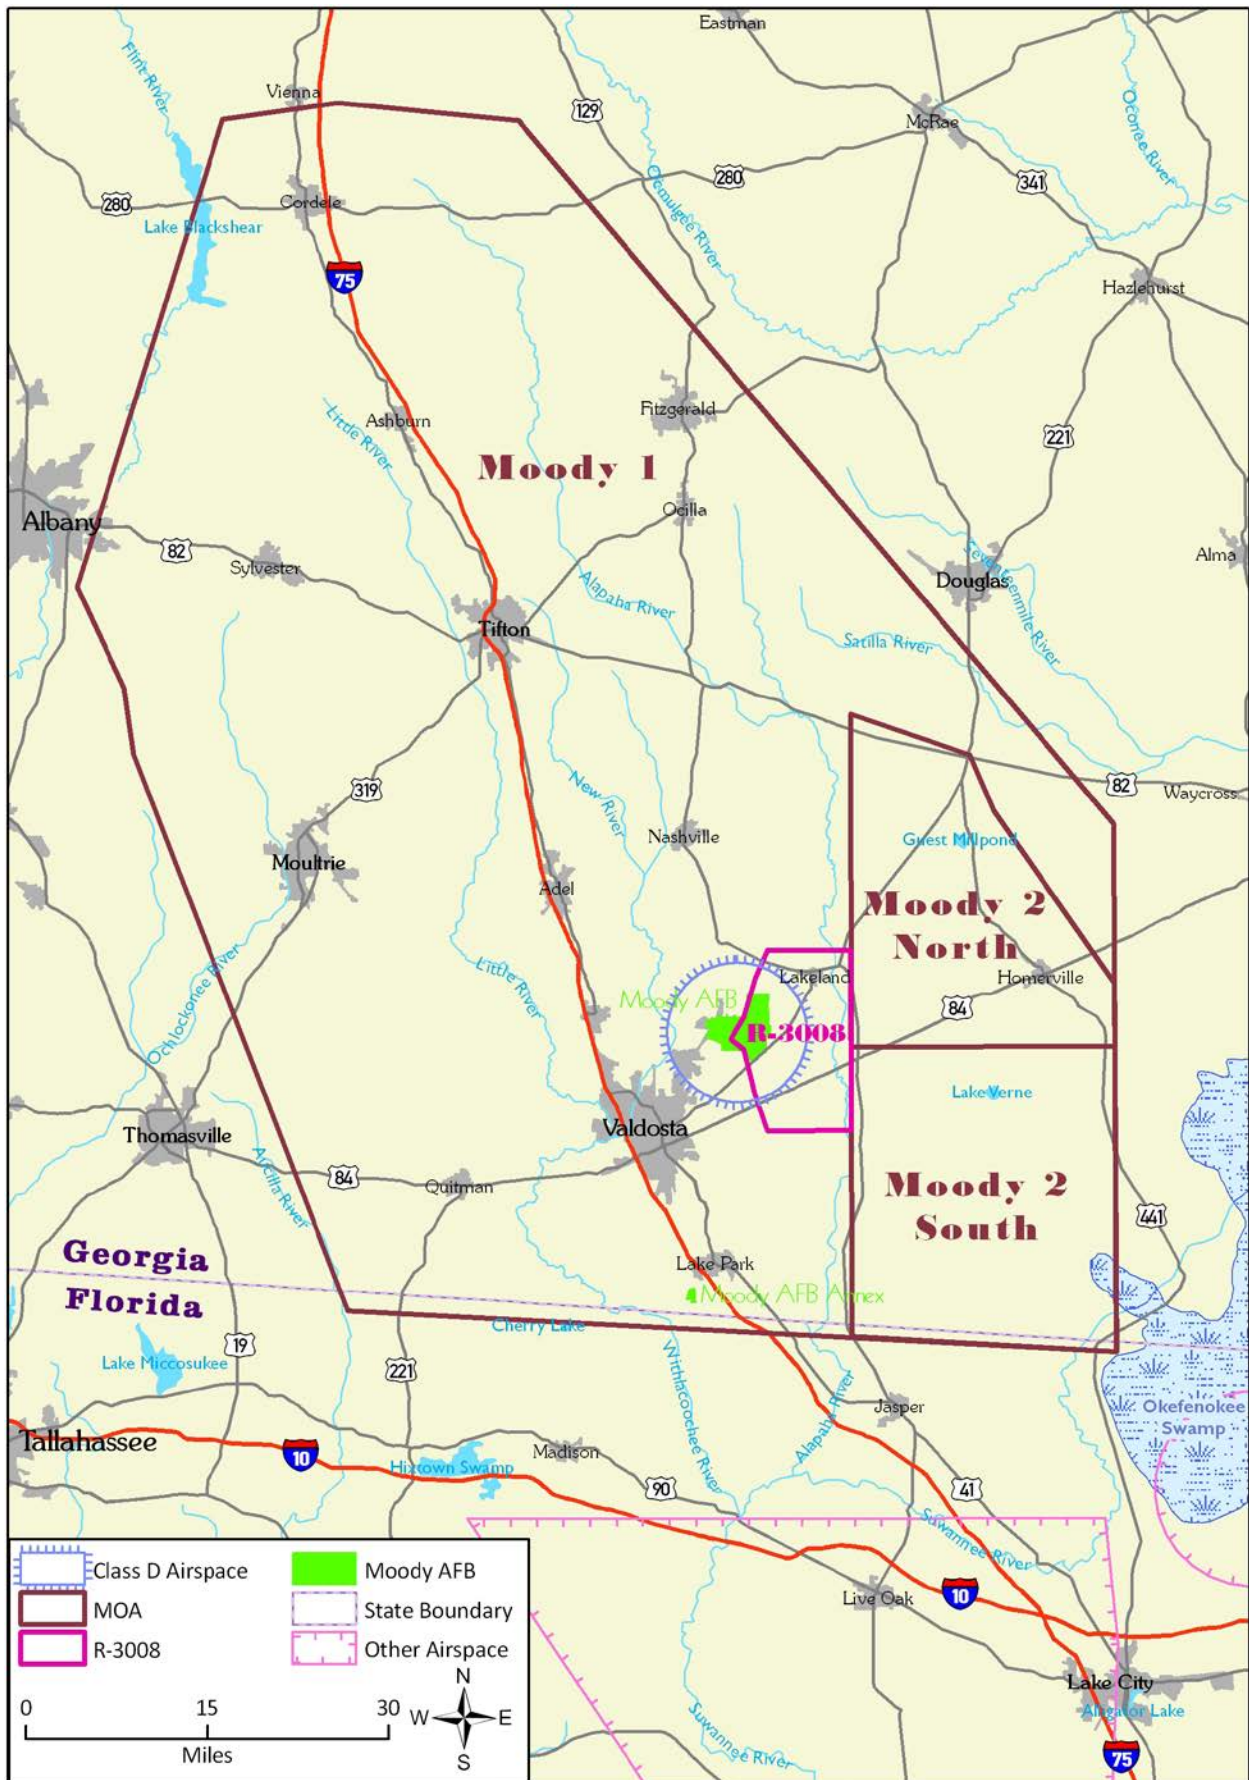 Eastman
Flint River
Vienna
129
McRae
Oconee River
280
280
341
Cordele
Ocmulgee River
Lake Blackshear
75
Hazlehurst
Fitzgerald
Ashburn
Little River
221
Moody 1
Ocilla
Albany
82
Sylvester
Seventeenmile River
Alma
Douglas
Alapaha River
Tifton
Satilla River
319
New River
82
Waycross
Nashville
Guest Millpond
Moultrie
Adel
Moody 2
North
Little River
Lakeland
Homerville
Ochlockonee River
Moody AFB
84
R-3008
Lake Verne
Thomasville
Valdosta
Aucilla River
84
Quitman
Moody 2
South
441
Georgia
Florida
Lake Park
Moody AFB Annex
Cherry Lake
19
Lake Miccosukee
221
Withlacoochee River
Alapaha River
Jasper
Okefenokee
Swamp
Tallahassee
10
Hixtown Swamp
Madison
90
41
Suwannee River
Live Oak
10
Lake City
Alligator Lake
Suwannee River
75
Class D Airspace
MOA
R-3008
Moody AFB
State Boundary
Other Airspace
0 15 30
Miles
N
W E
S